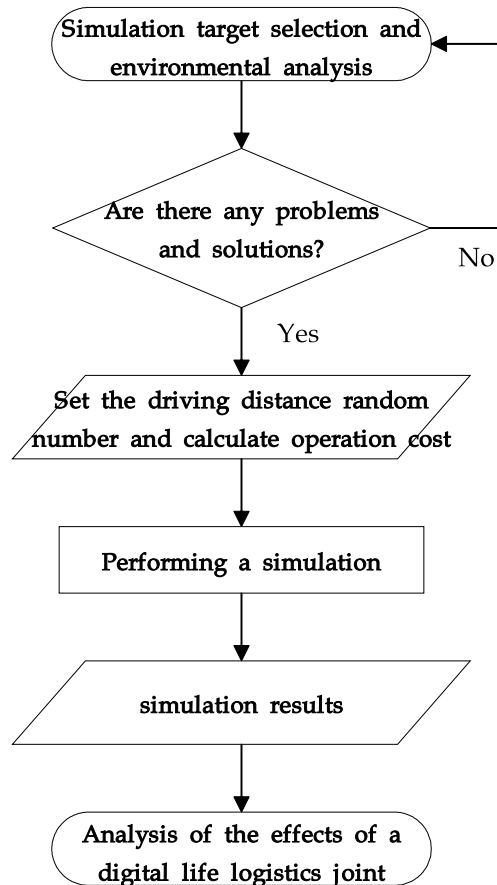 Simulation target selection and
environmental analysis
Are there any problems
and solutions?
No
Yes
Set the driving distance random
number and calculate operation cost
Performing a simulation
simulation results
Analysis of the effects of a
digital life logistics joint